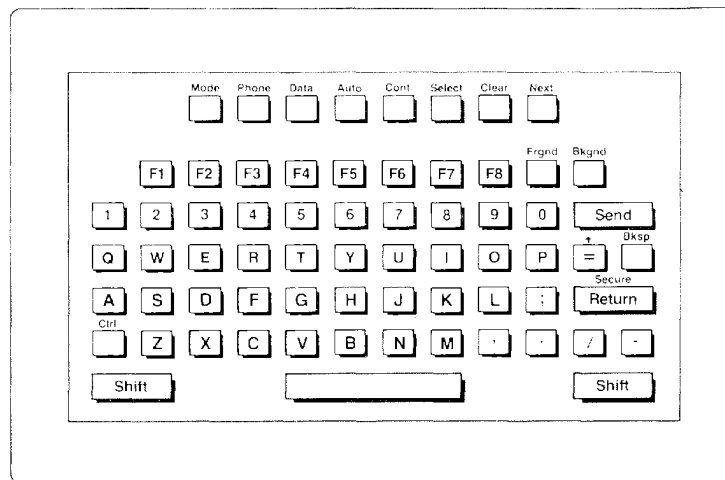 Mode Phone Data Auto Cont Select Clear Next
Frgnd Bkgnd
F1 F2 F3 F4 F5 F6 F7 F8
1 2 3 4 5 6 7 8 9 0 Send
↑ Bksp
Q W E R T Y U I O P =
Secure
A S D F G H J K L ; Return
Ctrl
Z X C V B N M , . / -
Shift Shift